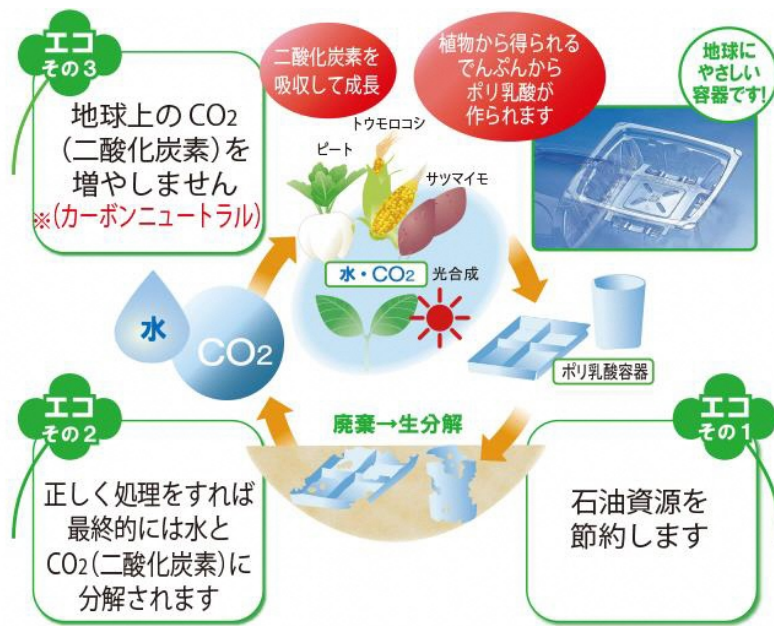 エコ
その3
地球上のCO2
(二酸化炭素)を
増やしません
※(カーボンニュートラル)
二酸化炭素を
吸収して成長
植物から得られる
でんぷんから
ポリ乳酸が
作られます
地球に
やさしい
容器です!
トウモロコシ
ビート
サツマイモ
水・CO2
光合成
水
CO2
ポリ乳酸容器
廃棄→生分解
エコ
その2
正しく処理をすれば
最終的には水と
CO2(二酸化炭素)に
分解されます
エコ
その1
石油資源を
節約します